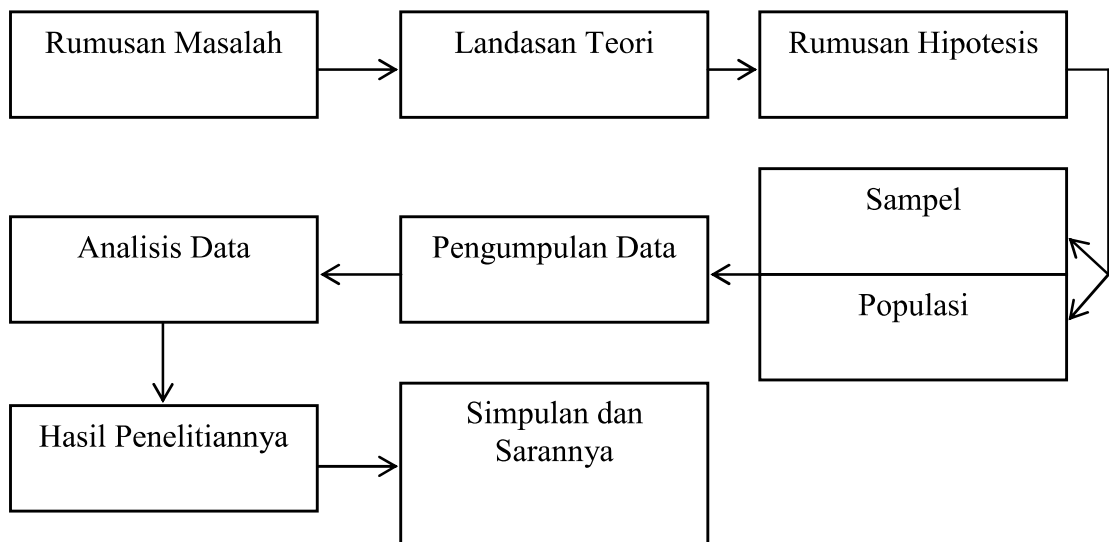 Rumusan Masalah
Landasan Teori
Rumusan Hipotesis
Sampel
Analisis Data
Pengumpulan Data
Populasi
Hasil Penelitiannya
Simpulan dan
Sarannya